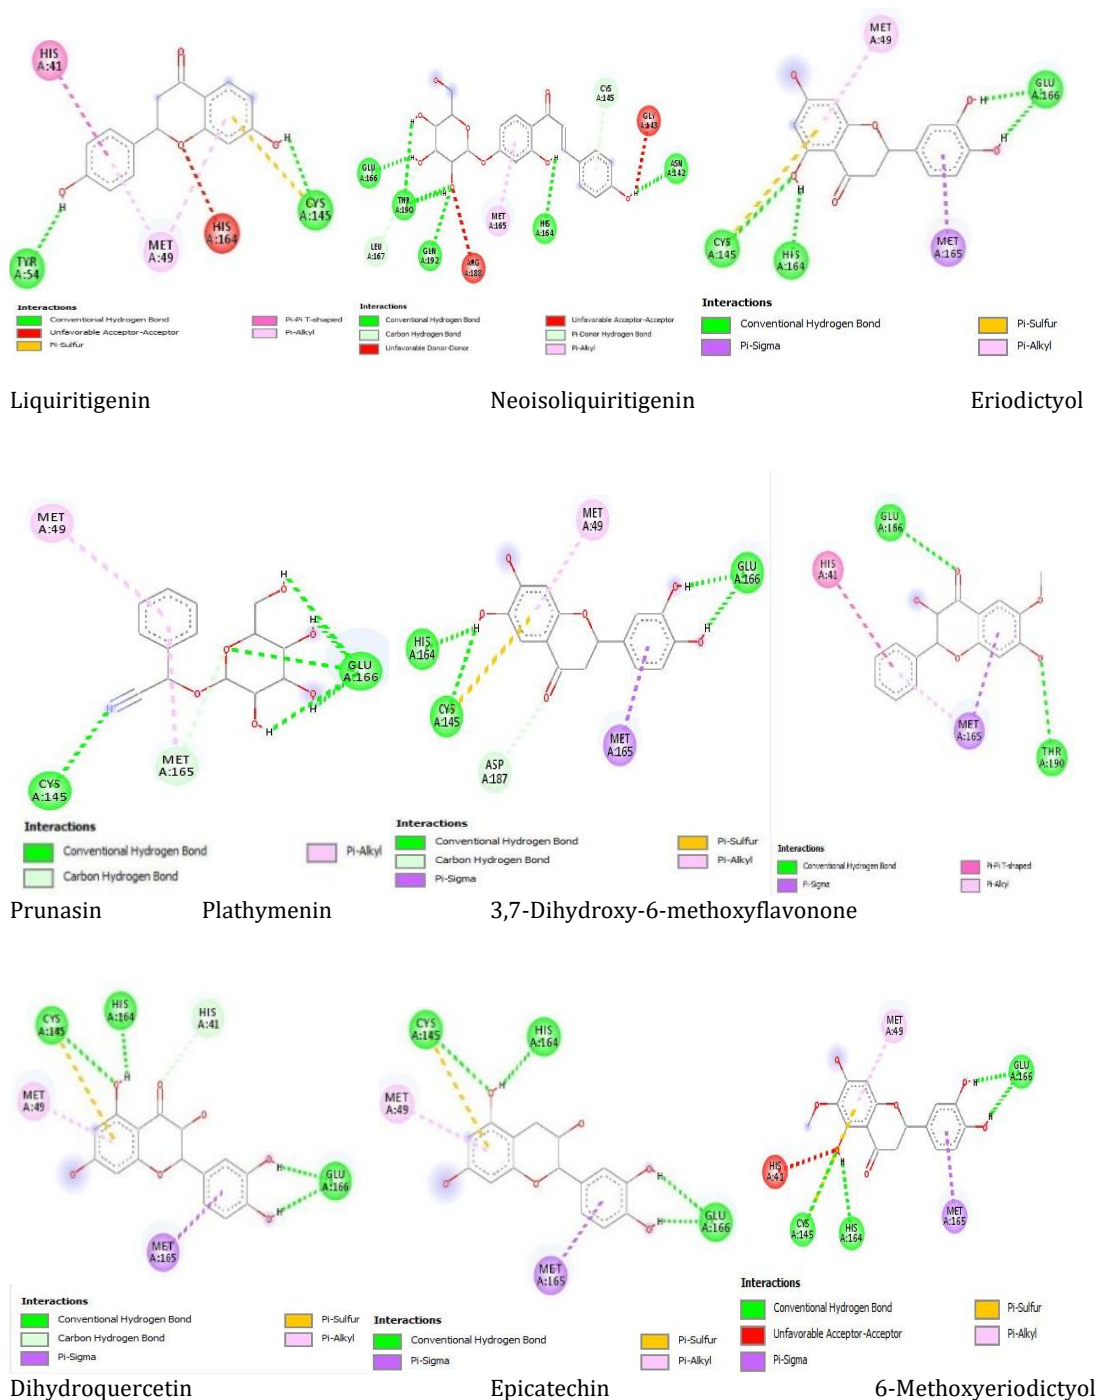 HIS
A:41
TYR
A:54
MET
A:49
HIS
A:164
CYS
A:145
H
O
Interactions
Conventional Hydrogen Bond
Unfavorable Acceptor-Acceptor
Pi-Sulfur
Pi-Pi T-shaped
Pi-Alkyl
GLU
A:166
THR
A:190
LEU
A:167
GLN
A:192
ARG
A:188
MET
A:165
HIS
A:164
CYS
A:145
GLY
A:143
ASN
A:142
Interactions
Conventional Hydrogen Bond
Carbon Hydrogen Bond
Unfavorable Donor-Donor
Unfavorable Acceptor-Acceptor
Pi-Donor Hydrogen Bond
Pi-Alkyl
MET
A:49
GLU
A:166
CYS
A:145
HIS
A:164
MET
A:165
Interactions
Conventional Hydrogen Bond
Pi-Sigma
Pi-Sulfur
Pi-Alkyl
Liquiritigenin Neoisoliquiritigenin Eriodictyol
MET
A:49
GLU
A:166
MET
A:165
CYS
A:145
N
Interactions
Conventional Hydrogen Bond
Carbon Hydrogen Bond
Pi-Alkyl
MET
A:49
GLU
A:166
HIS
A:164
CYS
A:145
ASP
A:187
MET
A:165
Interactions
Conventional Hydrogen Bond
Carbon Hydrogen Bond
Pi-Sigma
Pi-Sulfur
Pi-Alkyl
GLU
A:166
HIS
A:41
MET
A:165
THR
A:190
Interactions
Conventional Hydrogen Bond
Pi-Sigma
Pi-Pi T-shaped
Pi-Alkyl
Prunasin Plathymenin 3,7-Dihydroxy-6-methoxyflavonone
CYS
A:145
HIS
A:164
HIS
A:41
MET
A:49
GLU
A:166
MET
A:165
Interactions
Conventional Hydrogen Bond
Carbon Hydrogen Bond
Pi-Sigma
Pi-Sulfur
Pi-Alkyl
CYS
A:145
HIS
A:164
MET
A:49
GLU
A:166
MET
A:165
Interactions
Conventional Hydrogen Bond
Pi-Sigma
Pi-Sulfur
Pi-Alkyl
MET
A:49
GLU
A:166
HIS
A:41
CYS
A:145
HIS
A:164
MET
A:165
Interactions
Conventional Hydrogen Bond
Unfavorable Acceptor-Acceptor
Pi-Sigma
Pi-Sulfur
Pi-Alkyl
Dihydroquercetin Epicatechin 6-Methoxyeriodictyol